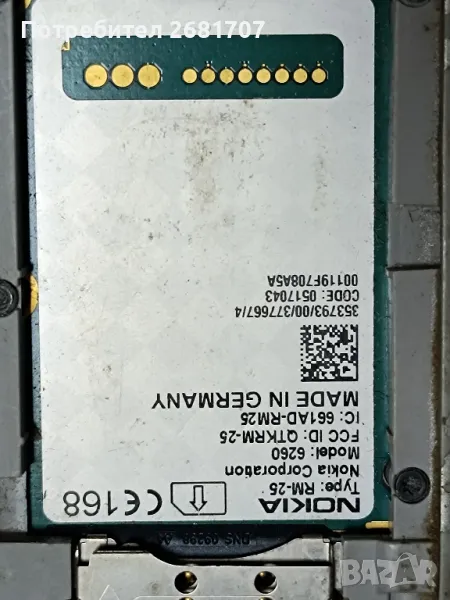 Потребител 2681707
NOKIA
Type: RM-25
Nokia Corporation
Model: 6260
FCC ID: QTKRM-25
IC: 661AD-RM25
MADE IN GERMANY
CE168
353793/00/377667/4
CODE: 0517043
00119F708A5A
BAZAR